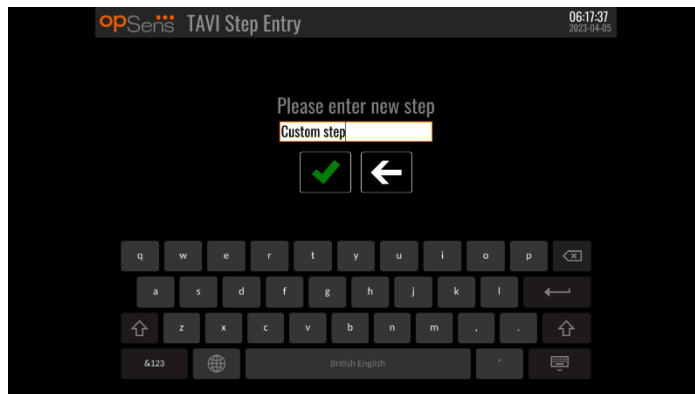 opSens TAVI Step Entry
06:17:37
2023-04-05
Please enter new step
Custom step
q w e r t y u i o p
a s d f g h j k l
z x c v b n m , .
&123 British English '